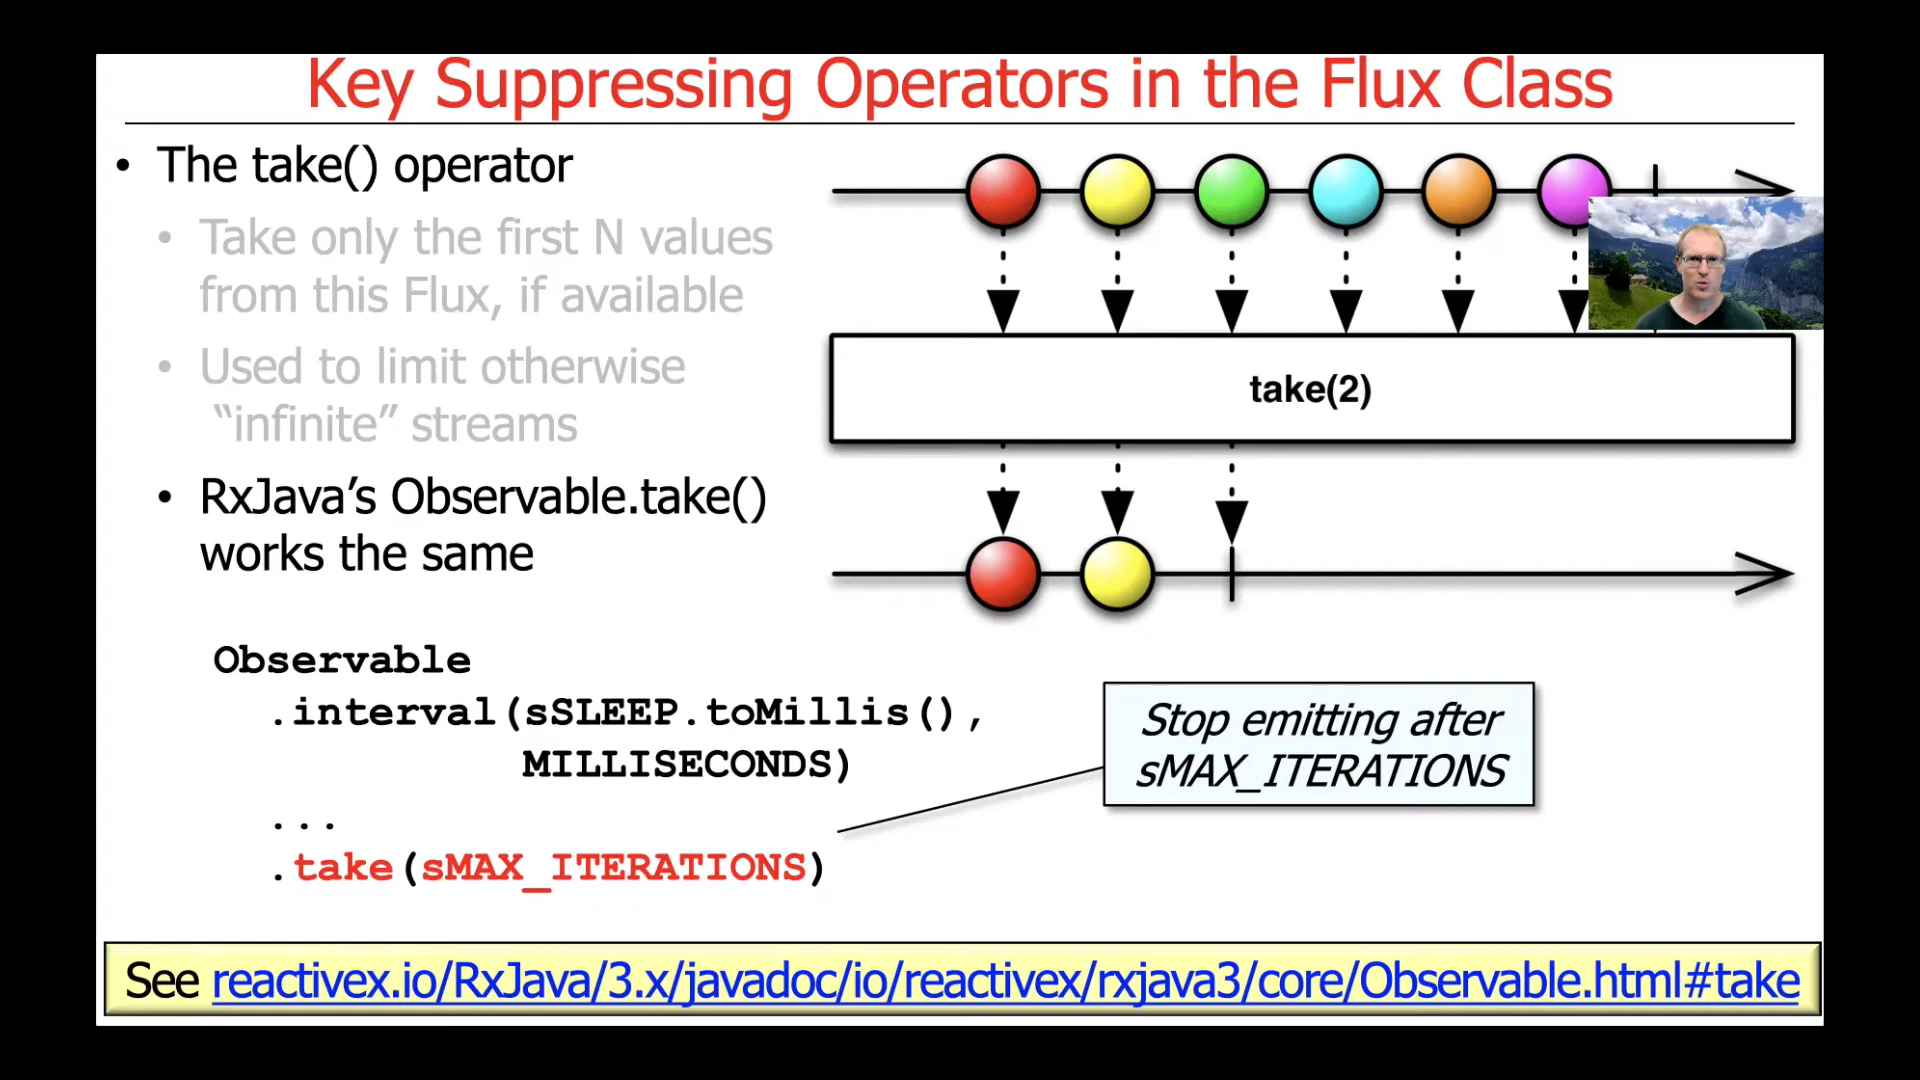 Key Suppressing Operators in the Flux Class
• The take() operator
• Take only the first N values
from this Flux, if available
• Used to limit otherwise
“infinite” streams
• RxJava’s Observable.take()
works the same
take(2)
Observable
.interval(sSLEEP.toMillis(),
MILLISECONDS)
...
.take(sMAX_ITERATIONS)
Stop emitting after
sMAX_ITERATIONS
See reactivex.io/RxJava/3.x/javadoc/io/reactivex/rxjava3/core/Observable.html#take